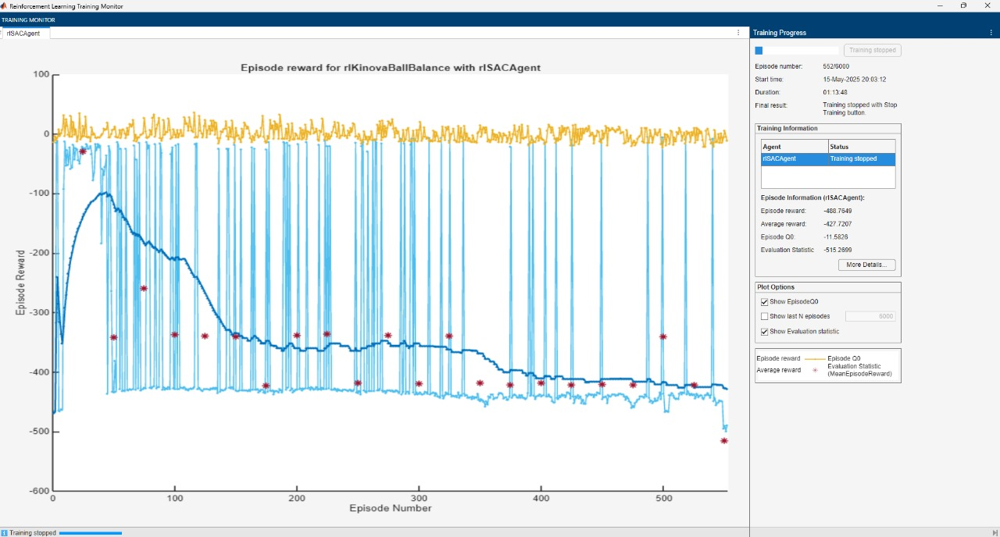 Reinforcement Learning Training Monitor
TRAINING MONITOR
rlSACAgent
Episode reward for rlKinovaBallBalance with rlSACAgent
100
0
-100
-200
-300
-400
-500
-600
Episode Reward
0 100 200 300 400 500
Episode Number
Training Progress
Training stopped
Episode number: 552/6000
Start time: 15-May-2025 20:03:12
Duration: 01:13:48
Final result: Training stopped with Stop
Training button.
Training Information
Agent Status
rlSACAgent Training stopped
Episode Information (rlSACAgent):
Episode reward: -488.7649
Average reward: -427.7207
Episode Q0: -11.5826
Evaluation Statistic -515.2699
More Details...
Plot Options
Show EpisodeQ0
Show last N episodes 6000
Show Evaluation statistic
Episode reward Episode Q0
Average reward Evaluation Statistic
(MeanEpisodeReward)
Training stopped